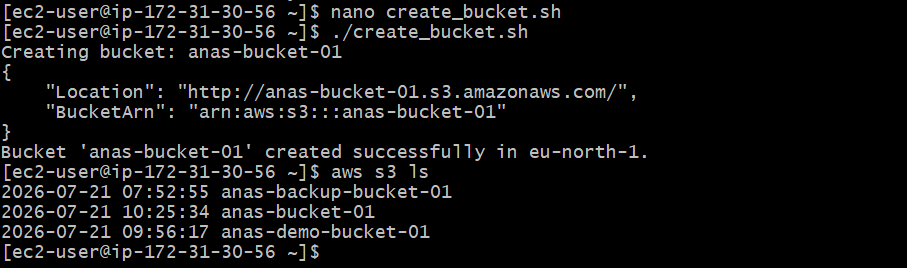 [ec2-user@ip-172-31-30-56 ~]$ nano create_bucket.sh
[ec2-user@ip-172-31-30-56 ~]$ ./create_bucket.sh
Creating bucket: anas-bucket-01
{
    "Location": "http://anas-bucket-01.s3.amazonaws.com/",
    "BucketArn": "arn:aws:s3:::anas-bucket-01"
}
Bucket 'anas-bucket-01' created successfully in eu-north-1.
[ec2-user@ip-172-31-30-56 ~]$ aws s3 ls
2026-07-21 07:52:55 anas-backup-bucket-01
2026-07-21 10:25:34 anas-bucket-01
2026-07-21 09:56:17 anas-demo-bucket-01
[ec2-user@ip-172-31-30-56 ~]$